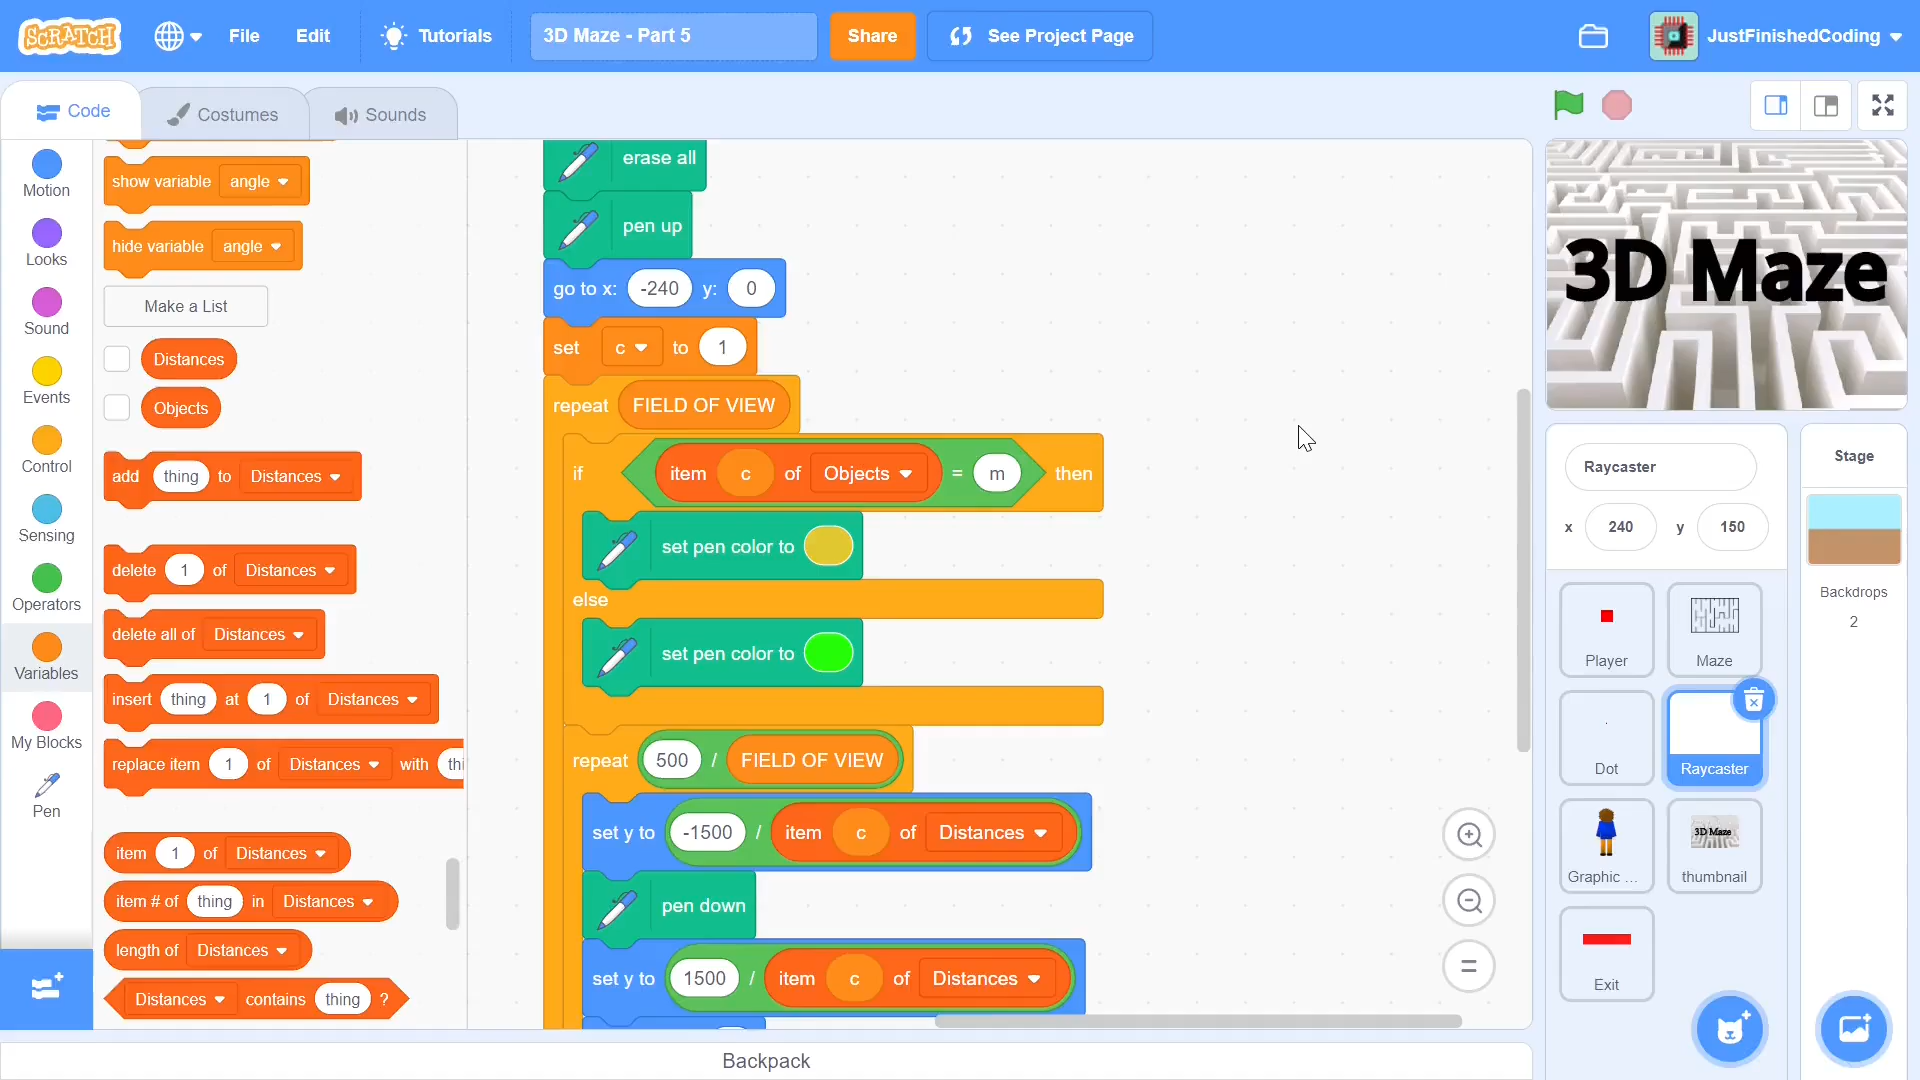 SCRATCH File Edit Tutorials 3D Maze - Part 5 Share See Project Page JustFinishedCoding
Code Costumes Sounds
Motion
Looks
Sound
Events
Control
Sensing
Operators
Variables
My Blocks
Pen
show variable angle
hide variable angle
Make a List
Distances
Objects
add thing to Distances
delete 1 of Distances
delete all of Distances
insert thing at 1 of Distances
replace item 1 of Distances with thi
item 1 of Distances
item # of thing in Distances
length of Distances
Distances contains thing ?
erase all
pen up
go to x: -240 y: 0
set c to 1
repeat FIELD OF VIEW
if item c of Objects = m then
set pen color to
else
set pen color to
repeat 500 / FIELD OF VIEW
set y to -1500 / item c of Distances
pen down
set y to 1500 / item c of Distances
Backpack
3D Maze
Raycaster
x 240 y 150
Player
Maze
Dot
Raycaster
Graphic ...
3D Maze
thumbnail
Exit
Stage
Backdrops
2